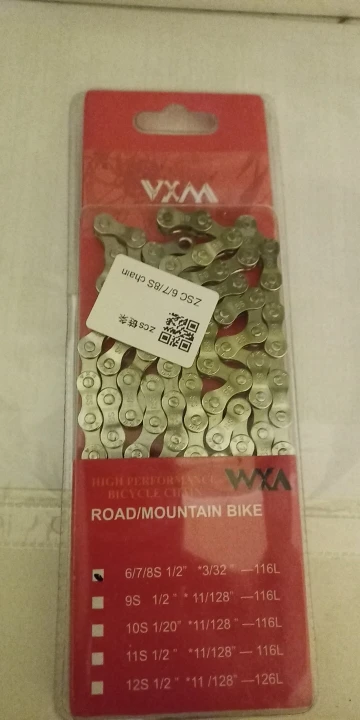 VXM
ZSC 6/7/8S chain
zcs链条
HIGH PERFORMANCE
BICYCLE CHAIN
WXA
ROAD/MOUNTAIN BIKE
6/7/8S 1/2" *3/32 " —116L
9S 1/2 " * 11/128" —116L
10S 1/20" *11/128 " —116L
11S 1/2 " *11/128" —116L
12S 1/2 " *11 /128" —126L